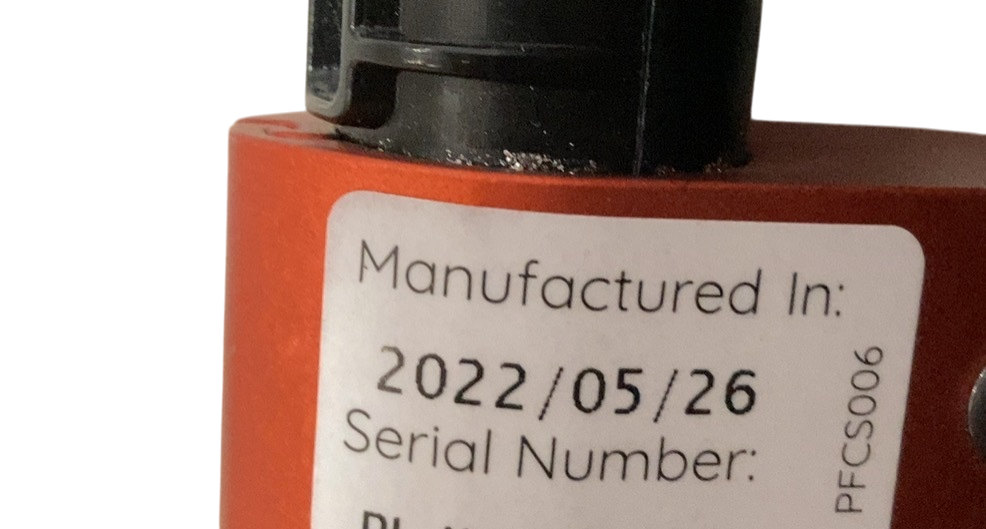 Manufactured In:
2022/05/26
Serial Number:
PFCS006